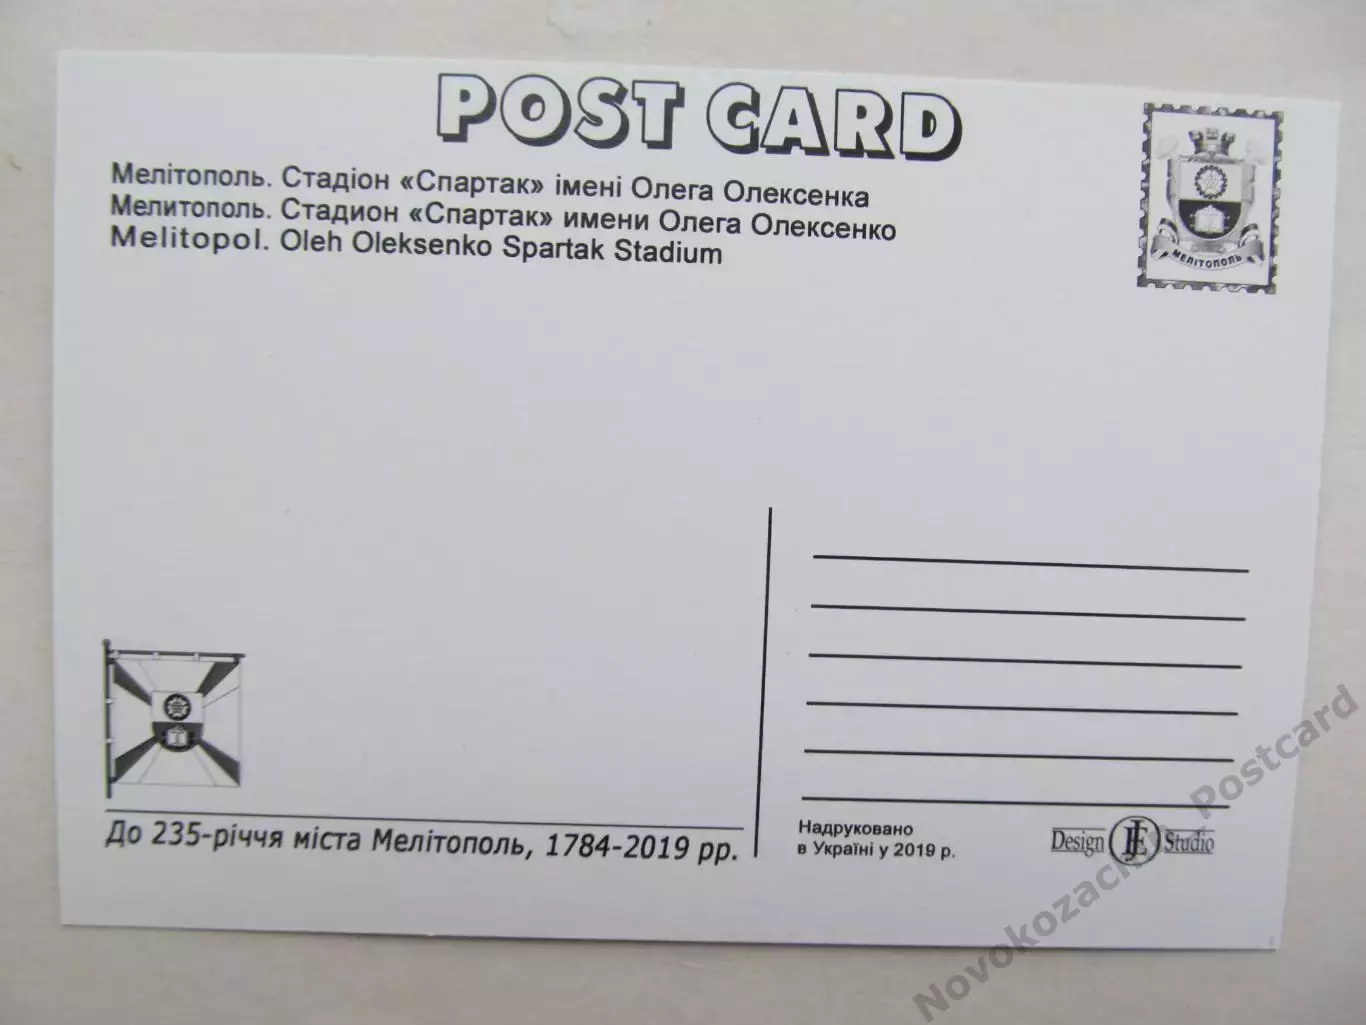 POST CARD
Мелітополь. Стадіон «Спартак» імені Олега Олексенка
Мелитополь. Стадион «Спартак» имени Олега Олексенко
Melitopol. Oleh Oleksenko Spartak Stadium
МЕЛІТОПОЛЬ
До 235-річчя міста Мелітополь, 1784-2019 рр.
Надруковано
в Україні у 2019 р.
Design Studio
Postcard